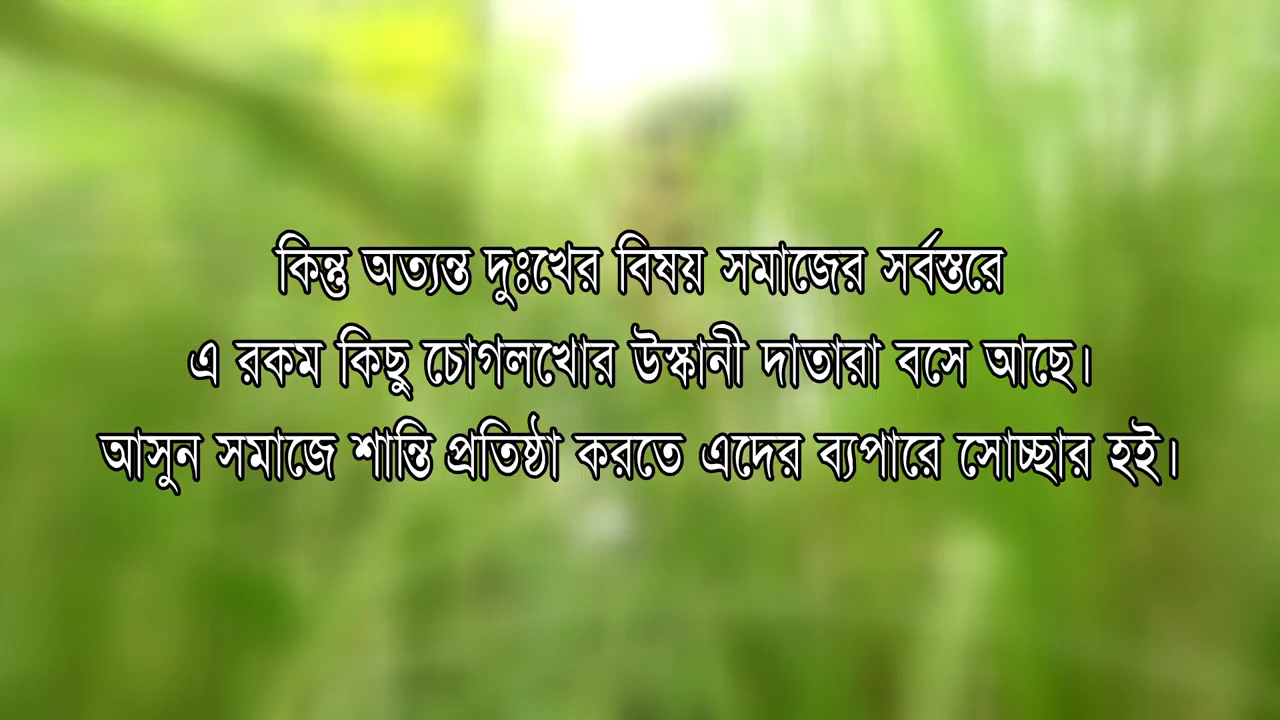 কিন্তু অত্যন্ত দুঃখের বিষয় সমাজের সর্বস্তরে
এ রকম কিছু চোগলখোর উস্কানী দাতারা বসে আছে।
আসুন সমাজে শান্তি প্রতিষ্ঠা করতে এদের ব্যপারে সোচ্ছার হই।